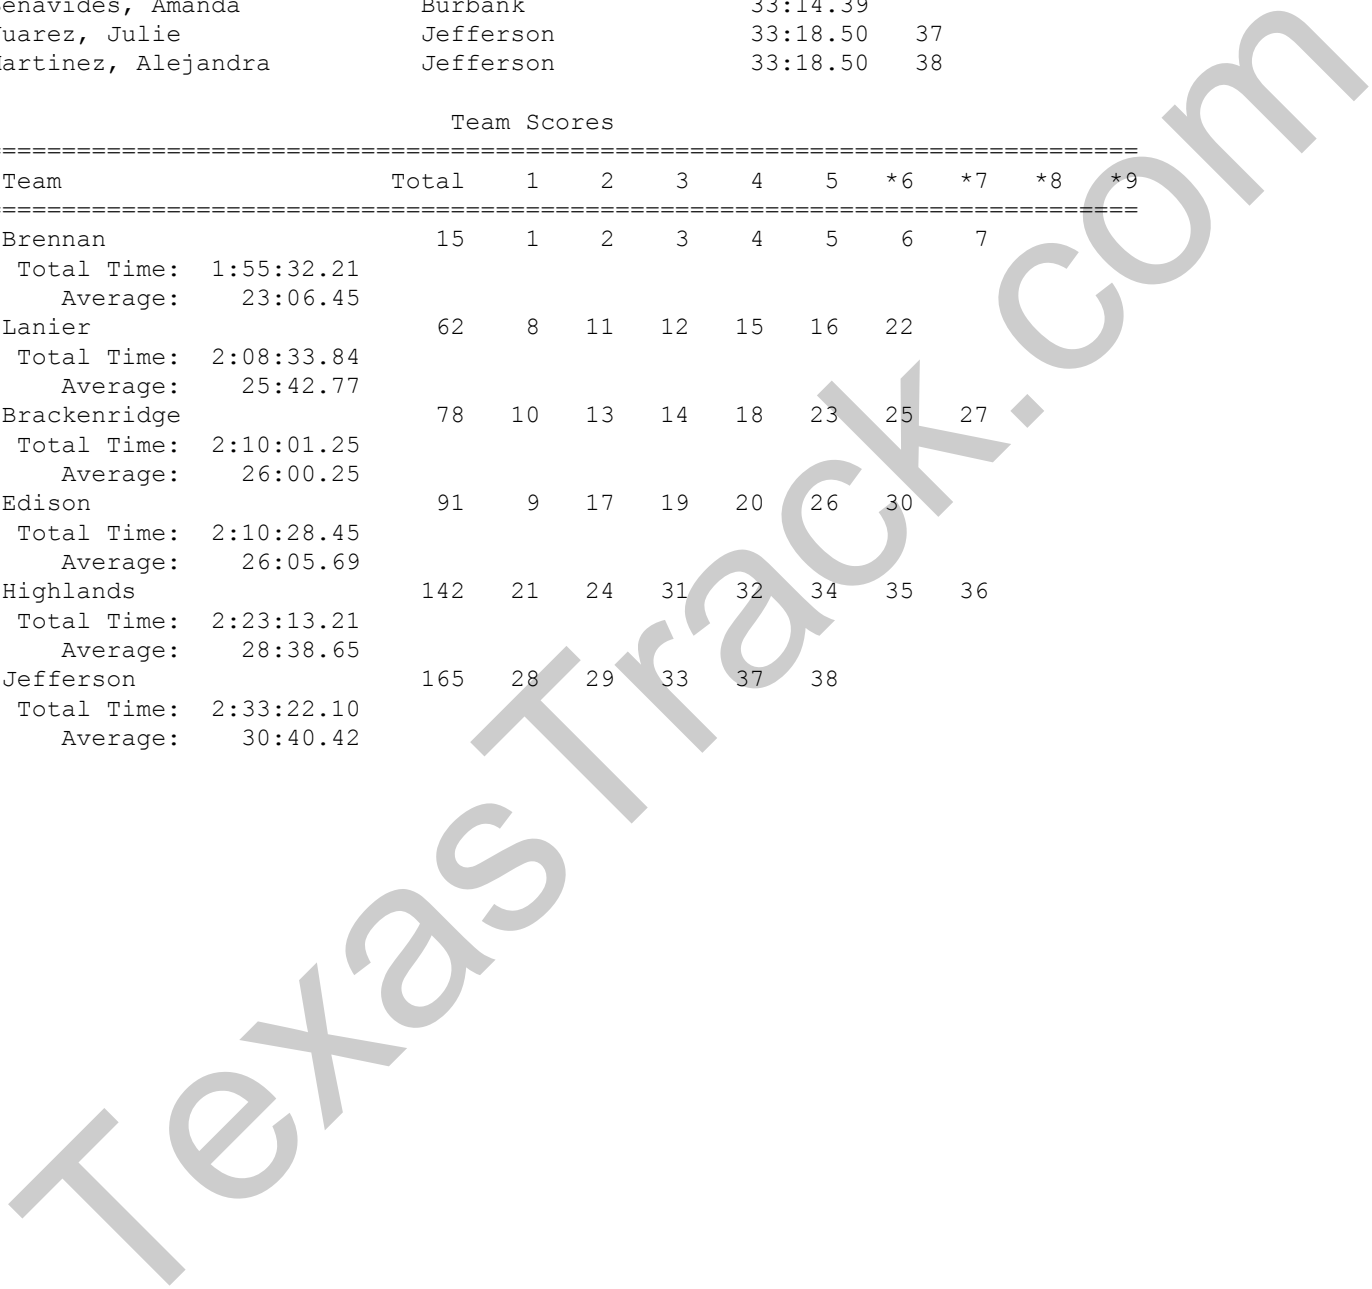 Benavides, Amanda Burbank 33:14.39
Juarez, Julie Jefferson 33:18.50 37
Martinez, Alejandra Jefferson 33:18.50 38
Team Scores
=============================================================================
Team Total 1 2 3 4 5 *6 *7 *8 *9
=============================================================================
Brennan 15 1 2 3 4 5 6 7
Total Time: 1:55:32.21
Average: 23:06.45
Lanier 62 8 11 12 15 16 22
Total Time: 2:08:33.84
Average: 25:42.77
Brackenridge 78 10 13 14 18 23 25 27
Total Time: 2:10:01.25
Average: 26:00.25
Edison 91 9 17 19 20 26 30
Total Time: 2:10:28.45
Average: 26:05.69
Highlands 142 21 24 31 32 34 35 36
Total Time: 2:23:13.21
Average: 28:38.65
Jefferson 165 28 29 33 37 38
Total Time: 2:33:22.10
Average: 30:40.42
TexasTrack.com